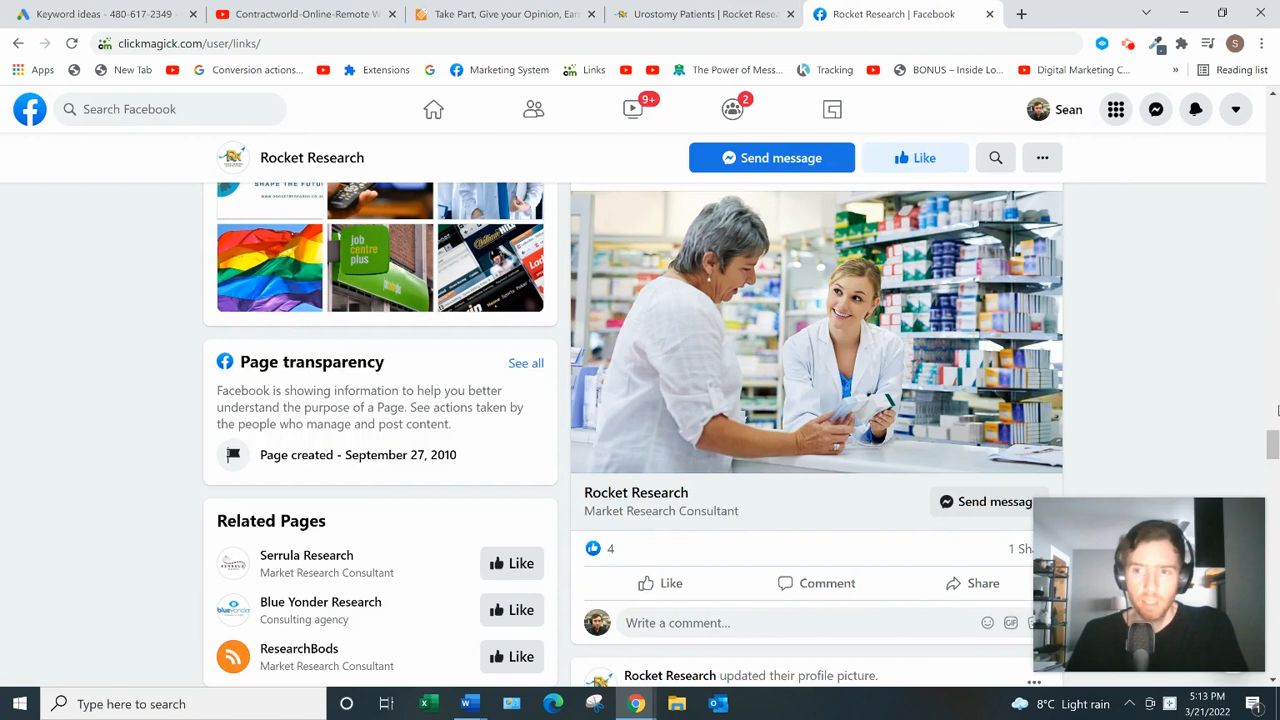 Keyword ideas - 480-617-2349
Contractworld-Online-Remote W
Take Part, Give your Opinion, Earn
Urostomy Patients | Rocket Resea
Rocket Research | Facebook
clickmagick.com/user/links/
Apps
New Tab
Conversion actions...
Extensions
Marketing System
Links
The Power of Mess...
Tracking
BONUS – Inside Lo...
Digital Marketing C...
»
Reading list
Search Facebook
9+
2
Sean
Rocket Research
Send message
Like
SHAPE THE FUTU
job
centre
plus
Page transparency
See all
Facebook is showing information to help you better
understand the purpose of a Page. See actions taken by
the people who manage and post content.
Page created - September 27, 2010
Related Pages
Serrula Research
Market Research Consultant
Like
Blue Yonder Research
Consulting agency
Like
ResearchBods
Market Research Consultant
Like
Rocket Research
Market Research Consultant
Send messag
4
1 Sh
Like
Comment
Share
Write a comment...
GIF
Rocket Research updated their profile picture.
Type here to search
8°C Light rain
5:13 PM
3/21/2022